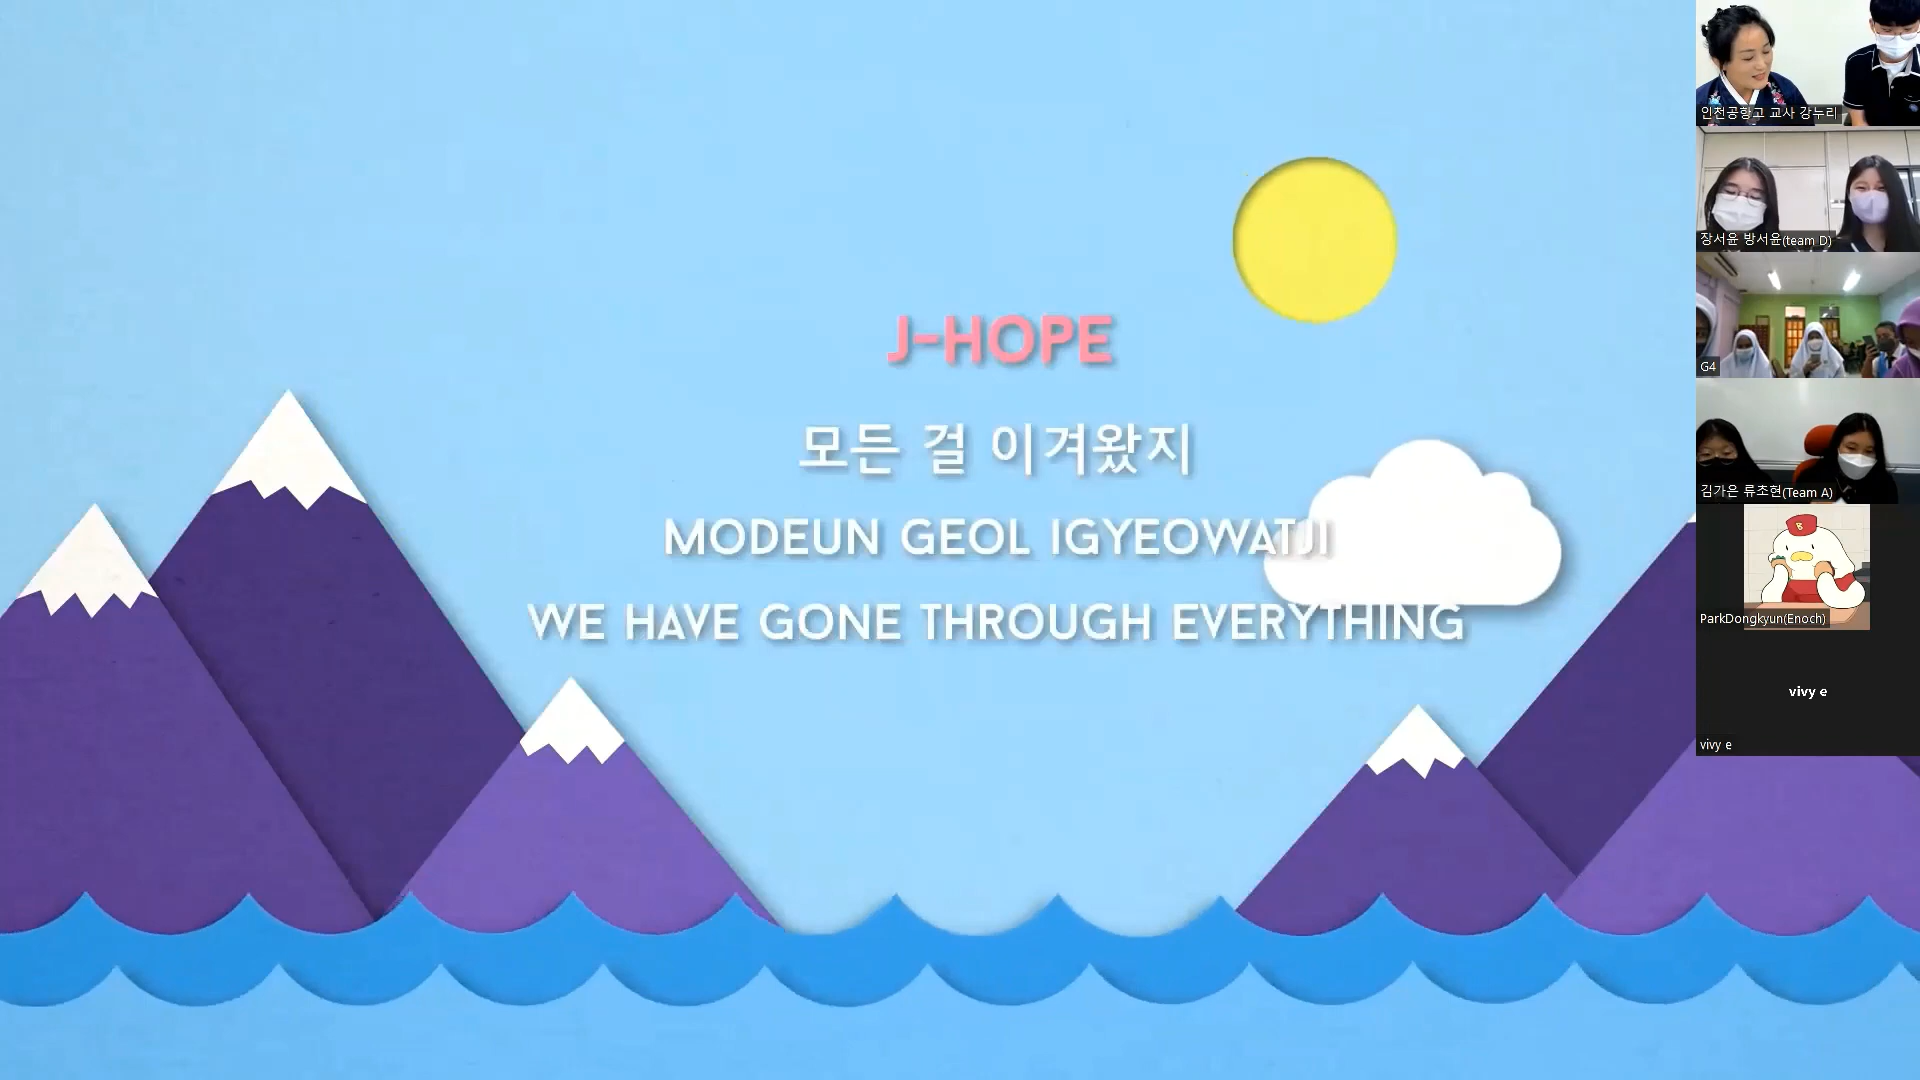 J-HOPE
모든 걸 이겨왔지
MODEUN GEOL IGYEOWATJI
WE HAVE GONE THROUGH EVERYTHING
인천공항고 교사 강누리
장서윤 방서윤(team D)
G4
김가은 류초현(Team A)
B
ParkDongkyun(Enoch)
vivy e
vivy e